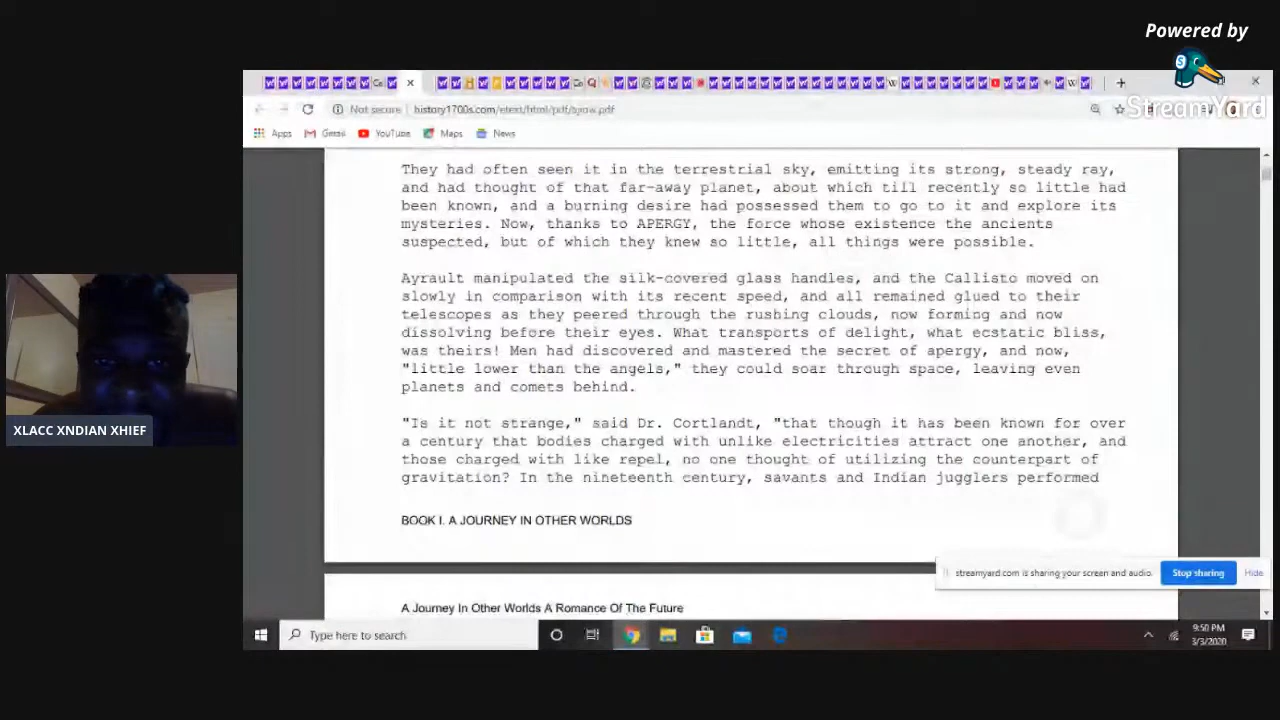 Powered by
StreamYard
Not secure
history1700s.com/etext/html/pdf/
Apps
Gmail
YouTube
Maps
News
They had often seen it in the terrestrial sky, emitting its strong, steady ray,
and had thought of that far-away planet, about which till recently so little had
been known, and a burning desire had possessed them to go to it and explore its
mysteries. Now, thanks to APERGY, the force whose existence the ancients
suspected, but of which they knew so little, all things were possible.
Ayrault manipulated the silk-covered glass handles, and the Callisto moved on
slowly in comparison with its recent speed, and all remained glued to their
telescopes as they peered through the rushing clouds, now forming and now
dissolving before their eyes. What transports of delight, what ecstatic bliss,
was theirs! Men had discovered and mastered the secret of apergy, and now,
"little lower than the angels," they could soar through space, leaving even
planets and comets behind.
"Is it not strange," said Dr. Cortlandt, "that though it has been known for over
a century that bodies charged with unlike electricities attract one another, and
those charged with like repel, no one thought of utilizing the counterpart of
gravitation? In the nineteenth century, savants and Indian jugglers performed
BOOK I. A JOURNEY IN OTHER WORLDS
A Journey In Other Worlds A Romance Of The Future
XLACC XNDIAN XHIEF
streamyard.com is sharing your screen and audio.
Stop sharing
Hide
Type here to search
9:50 PM
3/3/2020